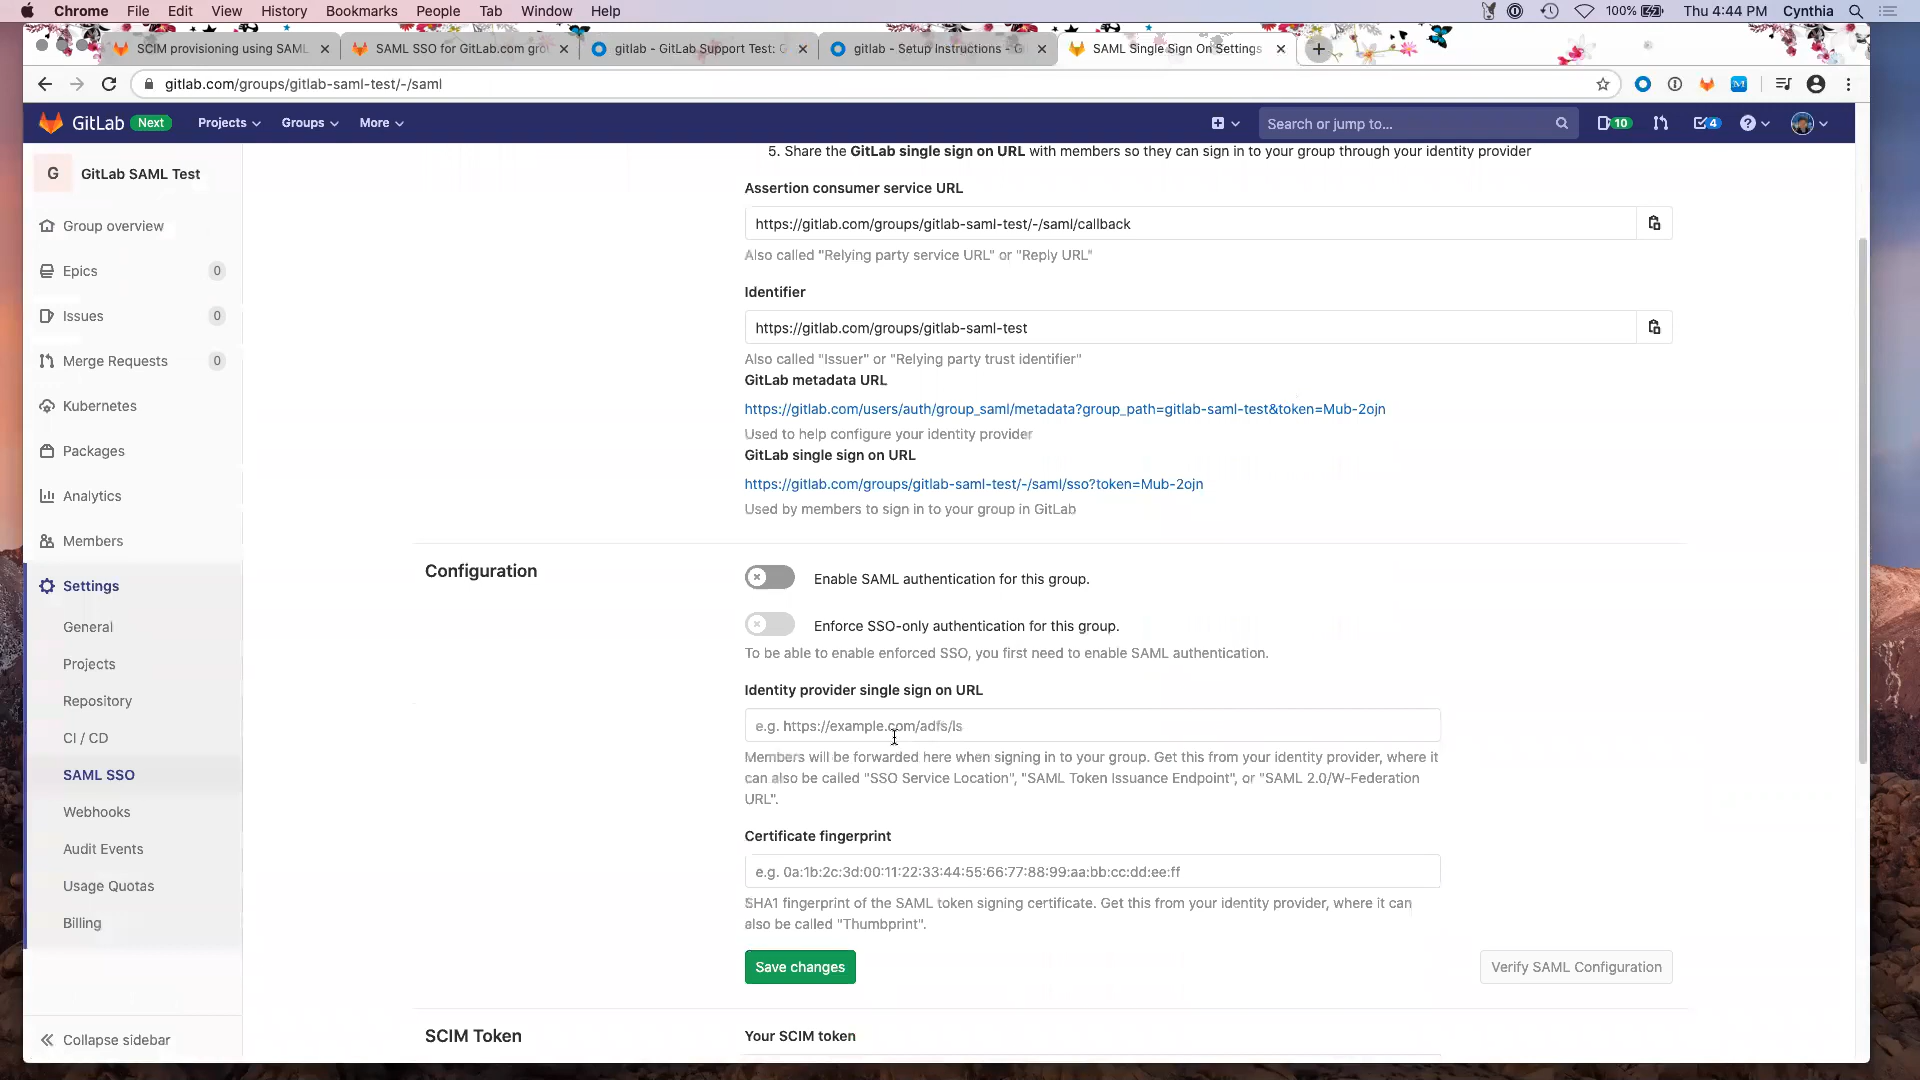 Chrome File Edit View History Bookmarks People Tab Window Help 100% Thu 4:44 PM Cynthia
SCIM provisioning using SAML SAML SSO for GitLab.com gro gitlab - GitLab Support Test: G gitlab - Setup Instructions - G SAML Single Sign On Settings
gitlab.com/groups/gitlab-saml-test/-/saml
GitLab Next Projects Groups More Search or jump to... 10 4
G GitLab SAML Test
Group overview
Epics 0
Issues 0
Merge Requests 0
Kubernetes
Packages
Analytics
Members
Settings
General
Projects
Repository
CI / CD
SAML SSO
Webhooks
Audit Events
Usage Quotas
Billing
Collapse sidebar
5. Share the GitLab single sign on URL with members so they can sign in to your group through your identity provider
Assertion consumer service URL
https://gitlab.com/groups/gitlab-saml-test/-/saml/callback
Also called "Relying party service URL" or "Reply URL"
Identifier
https://gitlab.com/groups/gitlab-saml-test
Also called "Issuer" or "Relying party trust identifier"
GitLab metadata URL
https://gitlab.com/users/auth/group_saml/metadata?group_path=gitlab-saml-test&token=Mub-2ojn
Used to help configure your identity provider
GitLab single sign on URL
https://gitlab.com/groups/gitlab-saml-test/-/saml/sso?token=Mub-2ojn
Used by members to sign in to your group in GitLab
Configuration
Enable SAML authentication for this group.
Enforce SSO-only authentication for this group.
To be able to enable enforced SSO, you first need to enable SAML authentication.
Identity provider single sign on URL
e.g. https://example.com/adfs/ls
Members will be forwarded here when signing in to your group. Get this from your identity provider, where it
can also be called "SSO Service Location", "SAML Token Issuance Endpoint", or "SAML 2.0/W-Federation
URL".
Certificate fingerprint
e.g. 0a:1b:2c:3d:00:11:22:33:44:55:66:77:88:99:aa:bb:cc:dd:ee:ff
SHA1 fingerprint of the SAML token signing certificate. Get this from your identity provider, where it can
also be called "Thumbprint".
Save changes Verify SAML Configuration
SCIM Token Your SCIM token